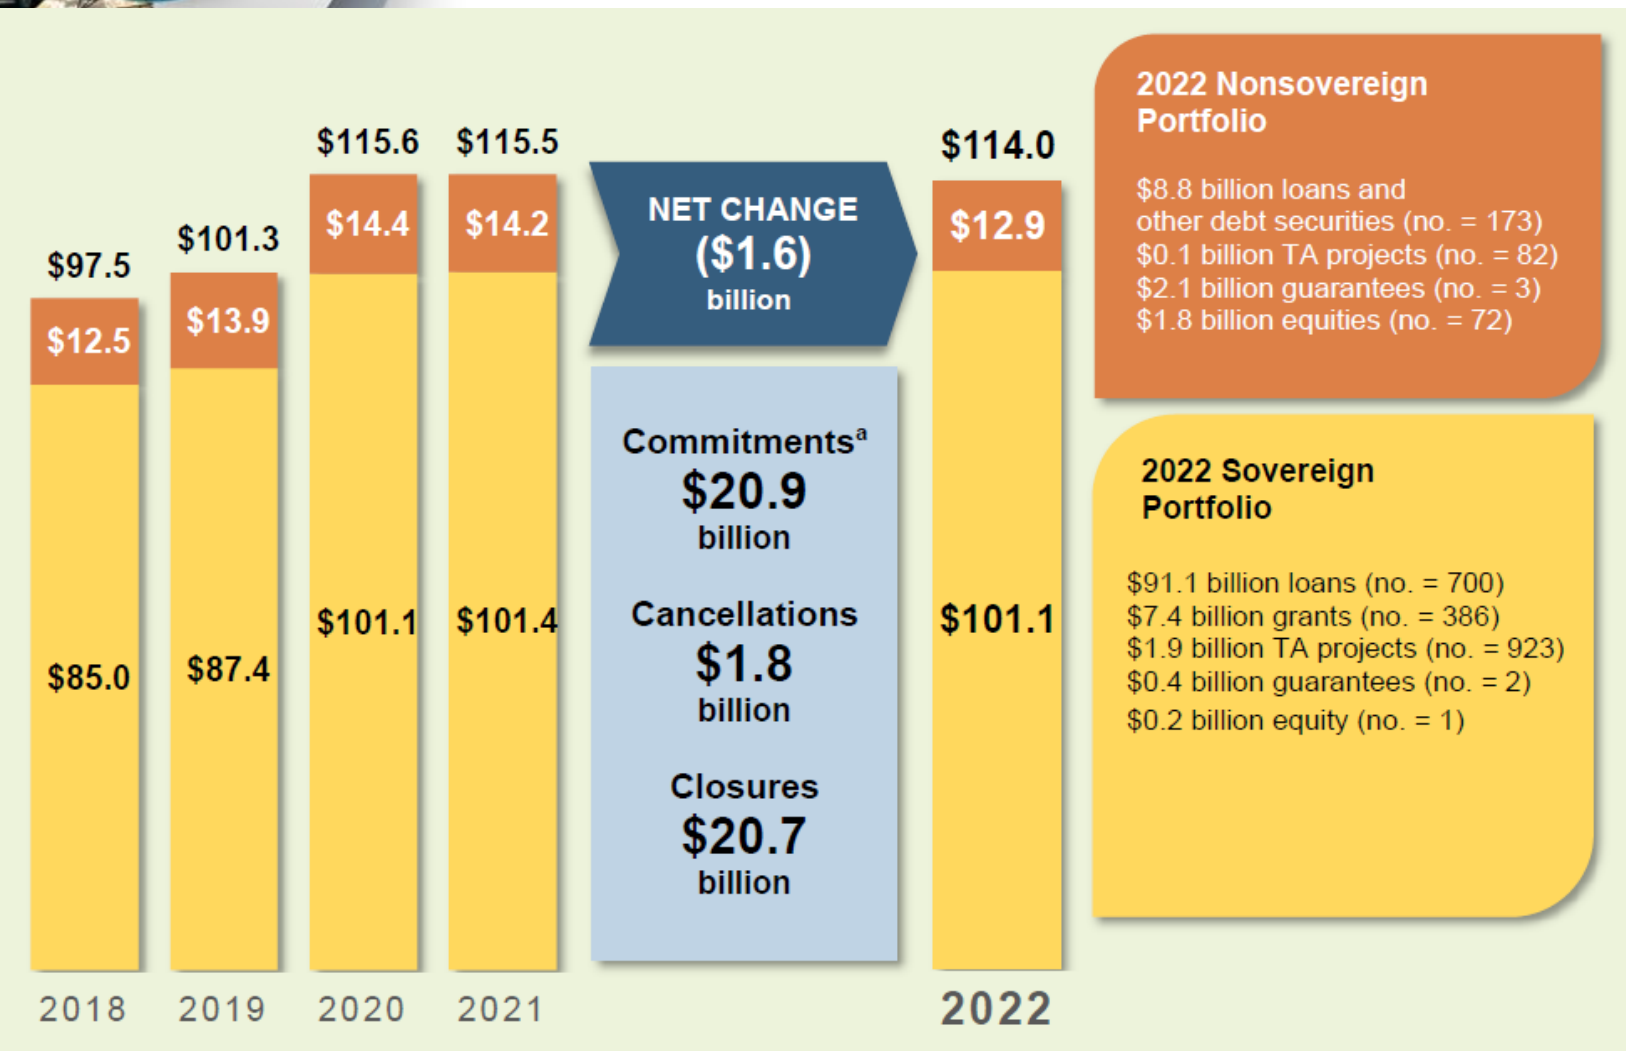 $97.5
$12.5
$85.0
2018
$101.3
$13.9
$87.4
2019
$115.6
$14.4
$101.1
2020
$115.5
$14.2
$101.4
2021
NET CHANGE
($1.6)
billion
Commitmentsᵃ
$20.9
billion
Cancellations
$1.8
billion
Closures
$20.7
billion
$114.0
$12.9
$101.1
2022
2022 Nonsovereign
Portfolio
$8.8 billion loans and
other debt securities (no. = 173)
$0.1 billion TA projects (no. = 82)
$2.1 billion guarantees (no. = 3)
$1.8 billion equities (no. = 72)
2022 Sovereign
Portfolio
$91.1 billion loans (no. = 700)
$7.4 billion grants (no. = 386)
$1.9 billion TA projects (no. = 923)
$0.4 billion guarantees (no. = 2)
$0.2 billion equity (no. = 1)